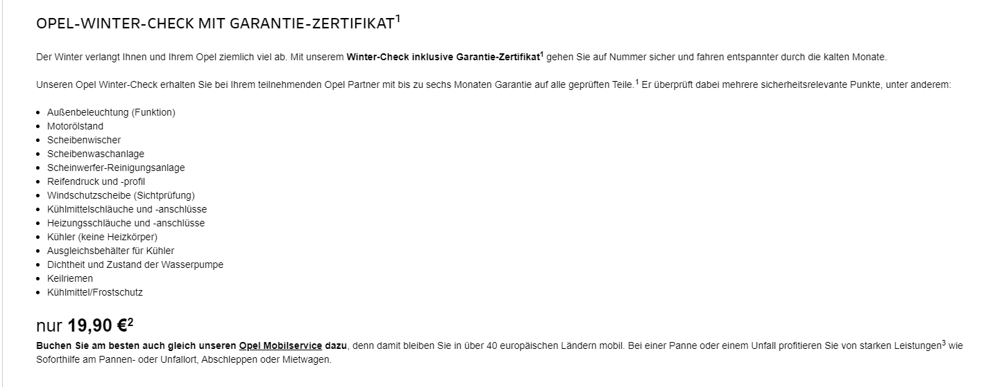 OPEL-WINTER-CHECK MIT GARANTIE-ZERTIFIKAT¹
Der Winter verlangt Ihnen und Ihrem Opel ziemlich viel ab. Mit unserem Winter-Check inklusive Garantie-Zertifikat¹ gehen Sie auf Nummer sicher und fahren entspannter durch die kalten Monate.
Unseren Opel Winter-Check erhalten Sie bei Ihrem teilnehmenden Opel Partner mit bis zu sechs Monaten Garantie auf alle geprüften Teile.¹ Er überprüft dabei mehrere sicherheitsrelevante Punkte, unter anderem:
• Außenbeleuchtung (Funktion)
• Motorölstand
• Scheibenwischer
• Scheibenwaschanlage
• Scheinwerfer-Reinigungsanlage
• Reifendruck und -profil
• Windschutzscheibe (Sichtprüfung)
• Kühlmittelschläuche und -anschlüsse
• Heizungsschläuche und -anschlüsse
• Kühler (keine Heizkörper)
• Ausgleichsbehälter für Kühler
• Dichtheit und Zustand der Wasserpumpe
• Keilriemen
• Kühlmittel/Frostschutz
nur 19,90 €²
Buchen Sie am besten auch gleich unseren Opel Mobilservice dazu, denn damit bleiben Sie in über 40 europäischen Ländern mobil. Bei einer Panne oder einem Unfall profitieren Sie von starken Leistungen³ wie
Soforthilfe am Pannen- oder Unfallort, Abschleppen oder Mietwagen.